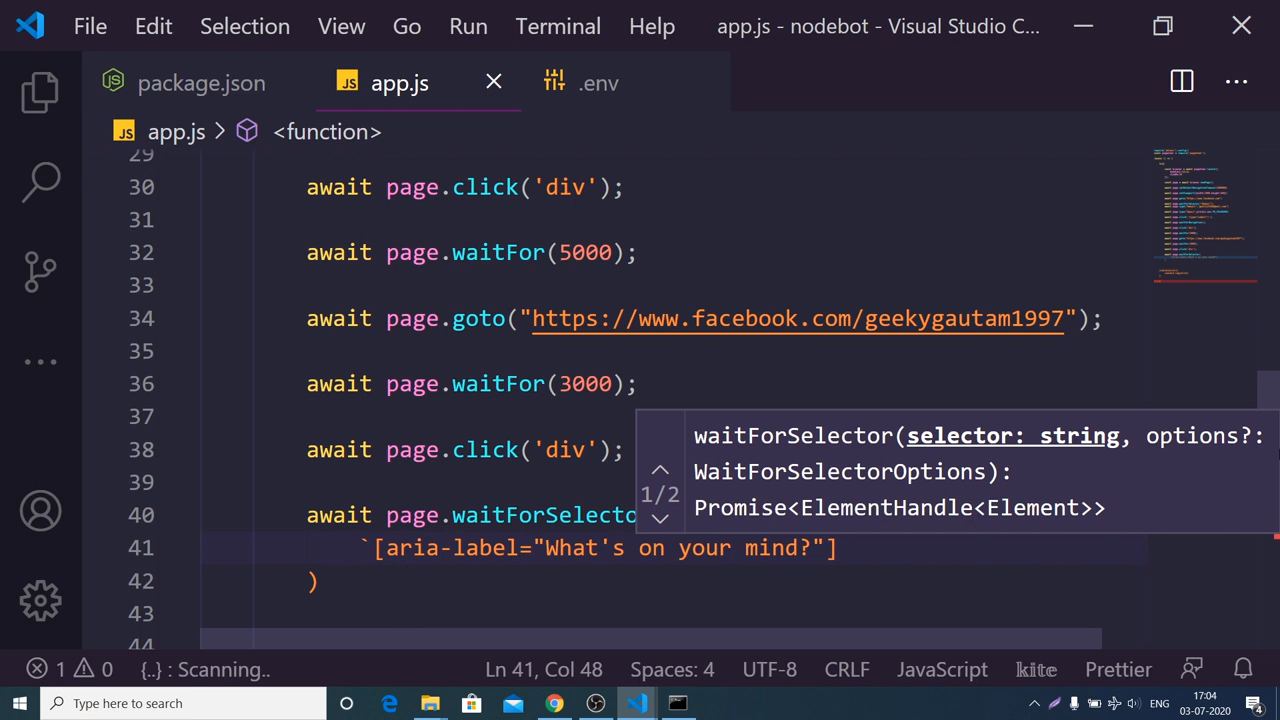 File Edit Selection View Go Run Terminal Help app.js - nodebot - Visual Studio C...
JS package.json JS app.js .env
JS app.js <function>
29
30 await page.click('div');
31
32 await page.waitFor(5000);
33
34 await page.goto("https://www.facebook.com/geekygautam1997");
35
36 await page.waitFor(3000);
37
38 await page.click('div');
39
40 await page.waitForSelecto
41 `[aria-label="What's on your mind?"]
42 )
43
44
waitForSelector(selector: string, options?:
WaitForSelectorOptions):
1/2
Promise<ElementHandle<Element>>
1 0 {..} : Scanning.. Ln 41, Col 48 Spaces: 4 UTF-8 CRLF JavaScript kite Prettier
Type here to search
ENG 17:04
03-07-2020 4